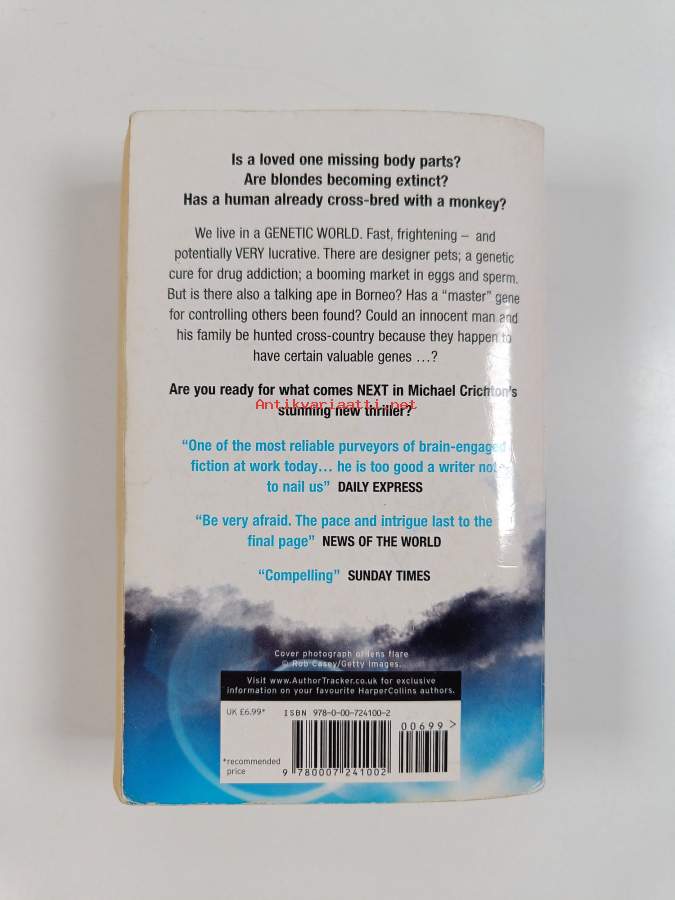 Is a loved one missing body parts?
Are blondes becoming extinct?
Has a human already cross-bred with a monkey?
We live in a GENETIC WORLD. Fast, frightening – and
potentially VERY lucrative. There are designer pets; a genetic
cure for drug addiction; a booming market in eggs and sperm.
But is there also a talking ape in Borneo? Has a “master” gene
for controlling others been found? Could an innocent man and
his family be hunted cross-country because they happen to
have certain valuable genes …?
Are you ready for what comes NEXT in Michael Crichton's
Antikvariaatti.net
stunning new thriller?
“One of the most reliable purveyors of brain-engaged
fiction at work today… he is too good a writer not
to nail us” DAILY EXPRESS
“Be very afraid. The pace and intrigue last to the
final page” NEWS OF THE WORLD
“Compelling” SUNDAY TIMES
Cover photograph of lens flare
© Rob Casey/Getty Images.
Visit www.AuthorTracker.co.uk for exclusive
information on your favourite HarperCollins authors.
UK £6.99* ISBN 978-0-00-724100-2
00699>
*recommended
price
9 780007 241002